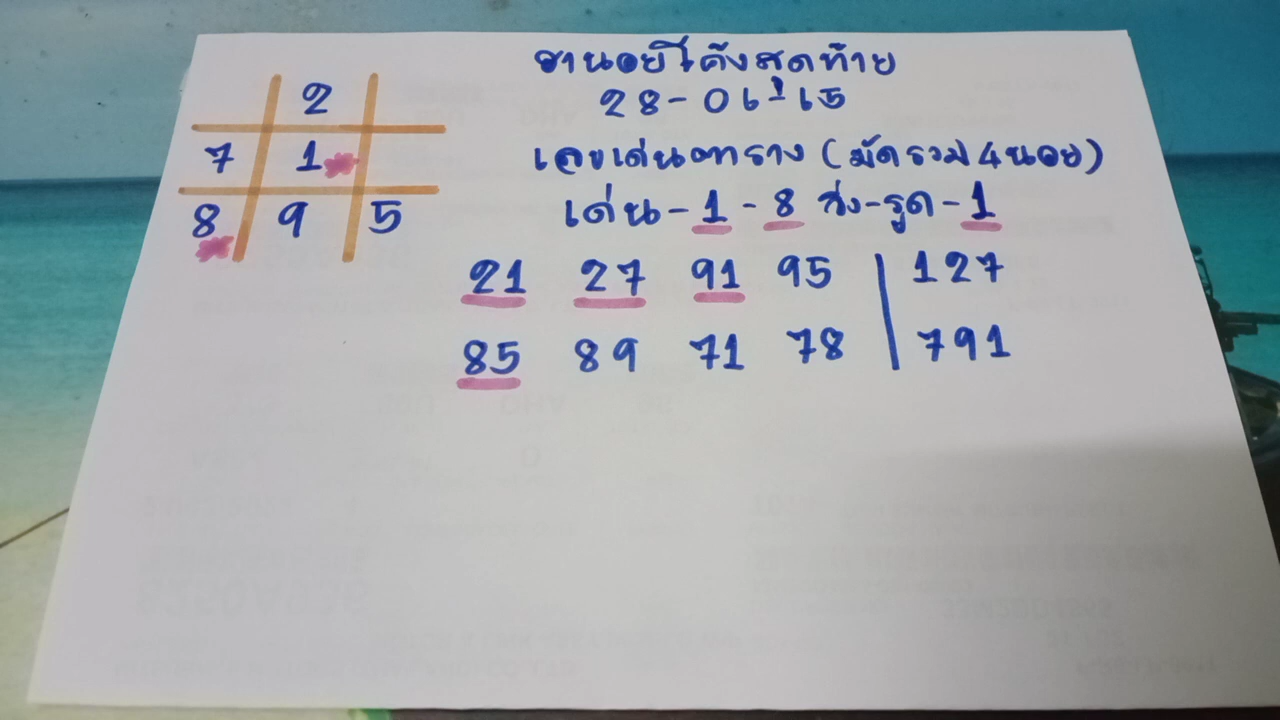 2
7 1
8 9 5
ฮานอยโค้งสุดท้าย
28-06-65
เลขเด่นตาราง (มัดรวม 4 นอย)
เด่น-1-8 ส่ง-รูด-1
21 27 91 95 | 127
85 89 71 78 | 791